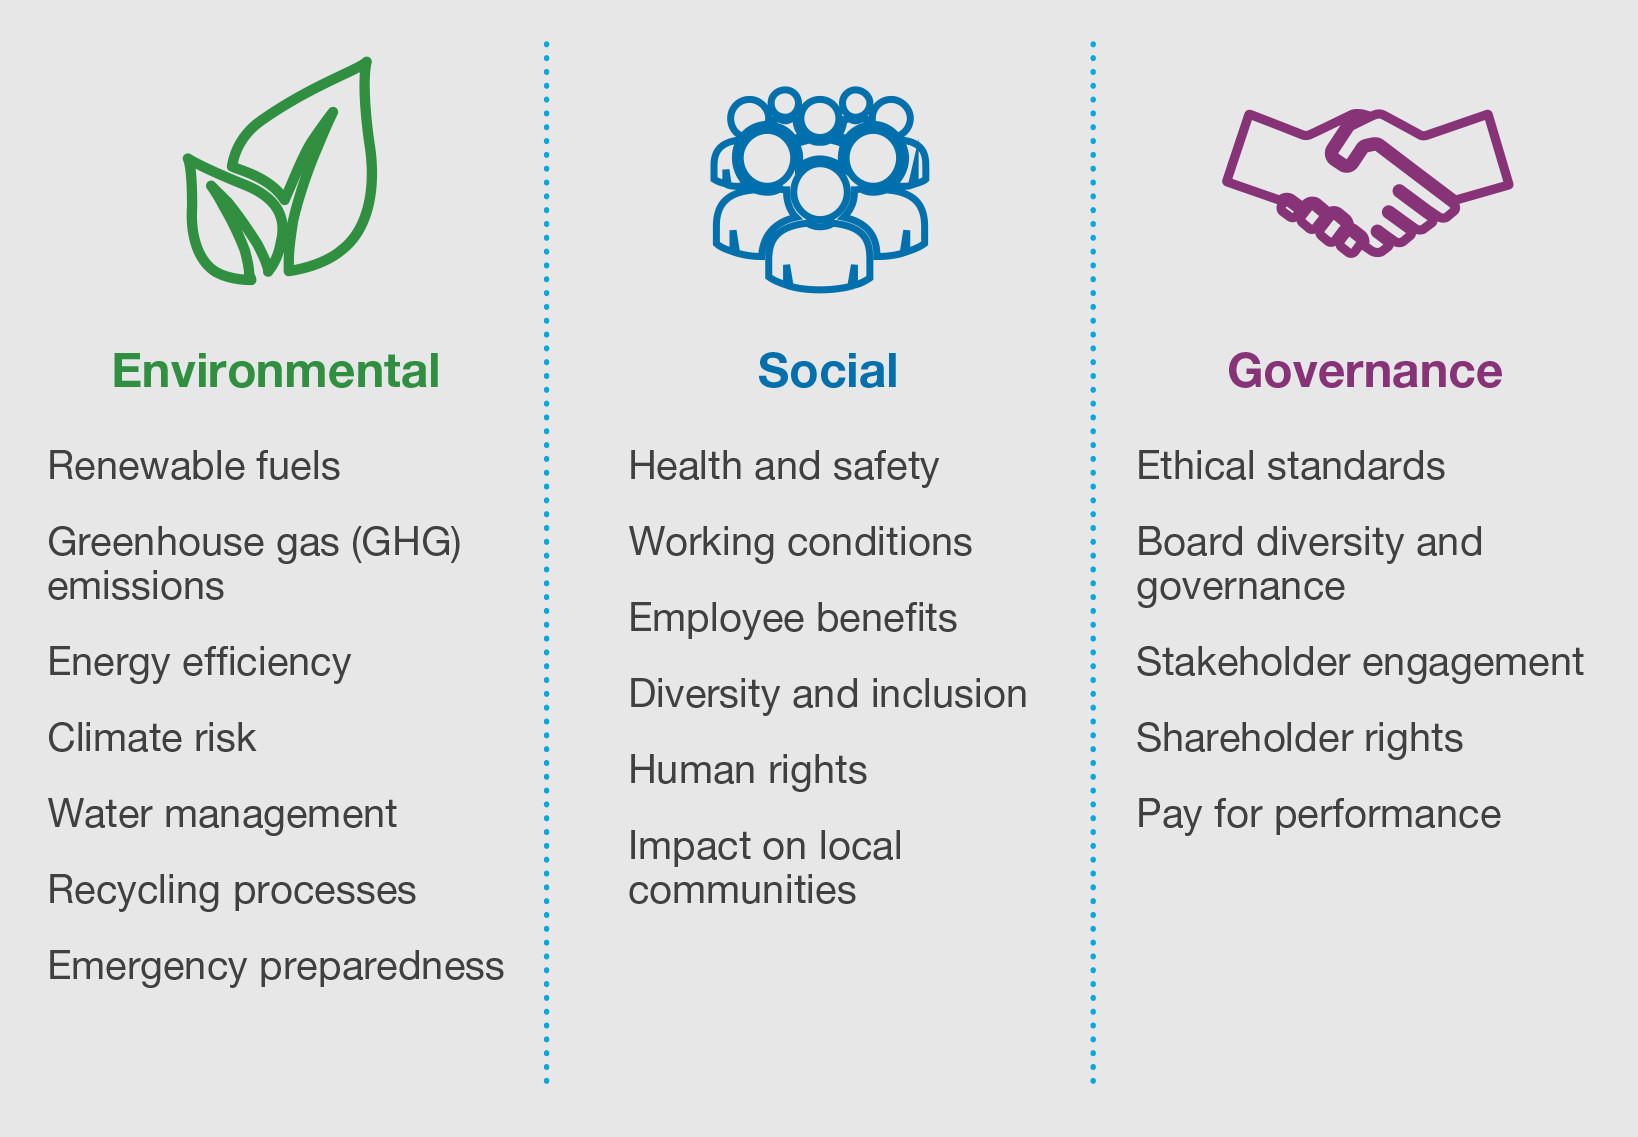 Environmental
Renewable fuels
Greenhouse gas (GHG)
emissions
Energy efficiency
Climate risk
Water management
Recycling processes
Emergency preparedness
Social
Health and safety
Working conditions
Employee benefits
Diversity and inclusion
Human rights
Impact on local
communities
Governance
Ethical standards
Board diversity and
governance
Stakeholder engagement
Shareholder rights
Pay for performance